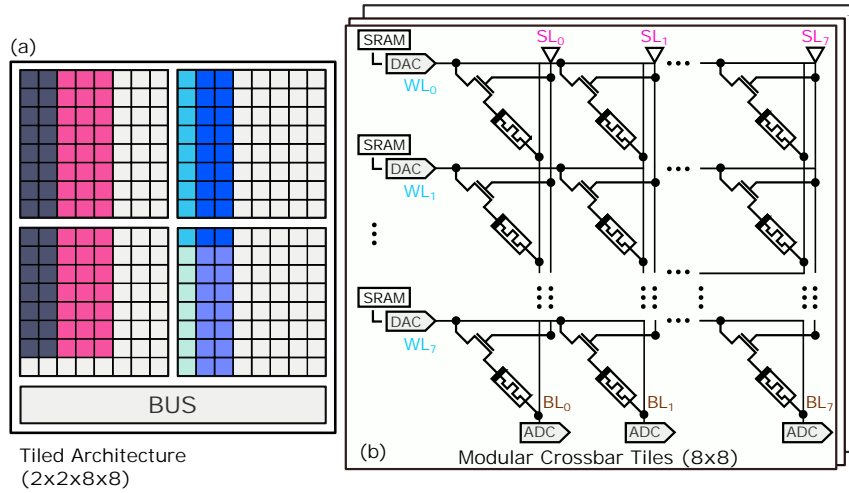 (a)
BUS
Tiled Architecture
(2x2x8x8)
SRAM
SL₀
SL₁
SL₇
DAC
WL₀
SRAM
DAC
WL₁
SRAM
DAC
WL₇
BL₀
BL₁
BL₇
ADC
ADC
ADC
(b)
Modular Crossbar Tiles (8x8)